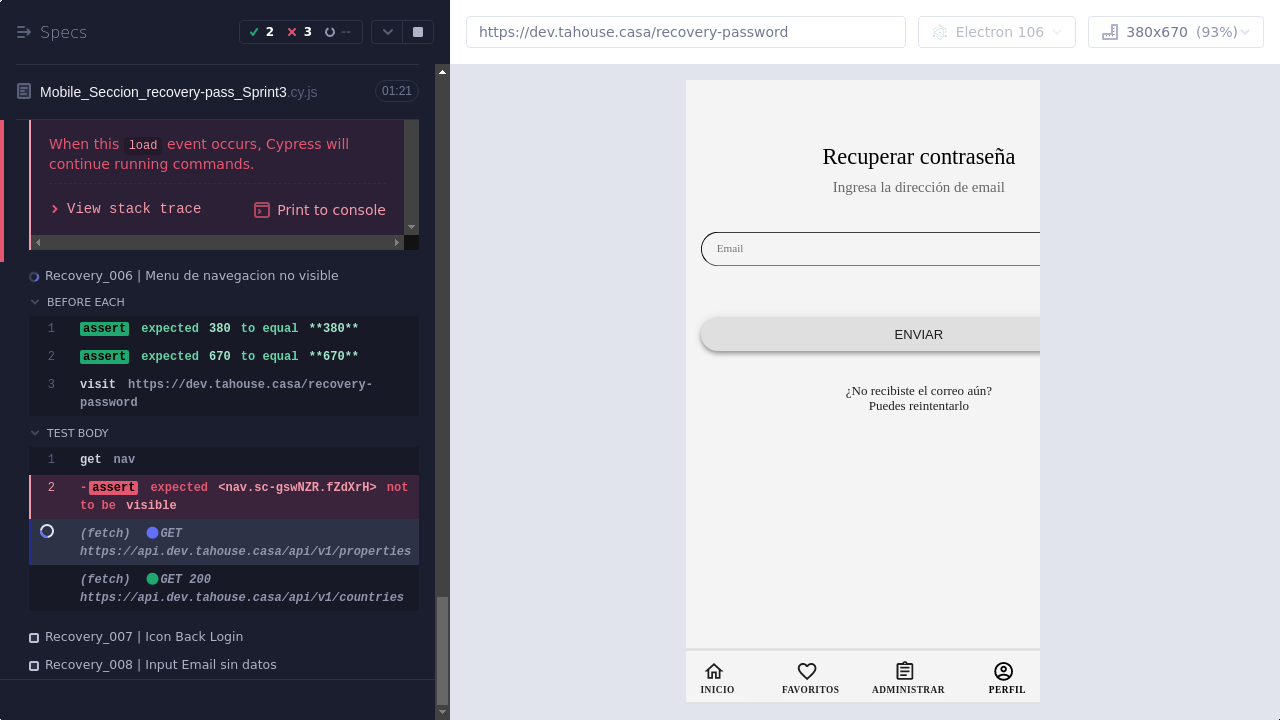 Specs
2
3
--
Mobile_Seccion_recovery-pass_Sprint3.cy.js
01:21
When this load event occurs, Cypress will
continue running commands.
View stack trace
Print to console
Recovery_006 | Menu de navegacion no visible
BEFORE EACH
1 assert expected 380 to equal **380**
2 assert expected 670 to equal **670**
3 visit https://dev.tahouse.casa/recovery-
password
TEST BODY
1 get nav
2 -assert expected <nav.sc-gswNZR.fZdXrH> not
to be visible
(fetch) GET
https://api.dev.tahouse.casa/api/v1/properties
(fetch) GET 200
https://api.dev.tahouse.casa/api/v1/countries
Recovery_007 | Icon Back Login
Recovery_008 | Input Email sin datos
https://dev.tahouse.casa/recovery-password
Electron 106
380x670 (93%)
Recuperar contraseña
Ingresa la dirección de email
Email
ENVIAR
¿No recibiste el correo aún?
Puedes reintentarlo
INICIO
FAVORITOS
ADMINISTRAR
PERFIL